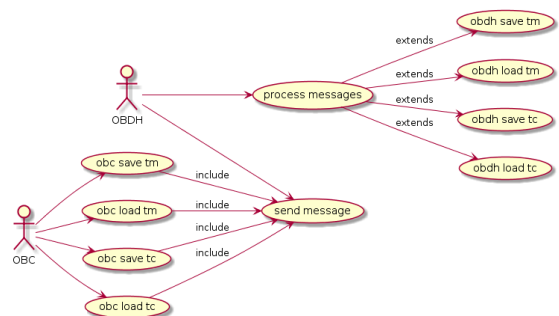 obdh save tm
extends
obdh load tm
extends
process messages
extends
obdh save tc
OBDH
extends
obc save tm
obdh load tc
include
obc load tm
include
send message
include
OBC
obc save tc
include
obc load tc